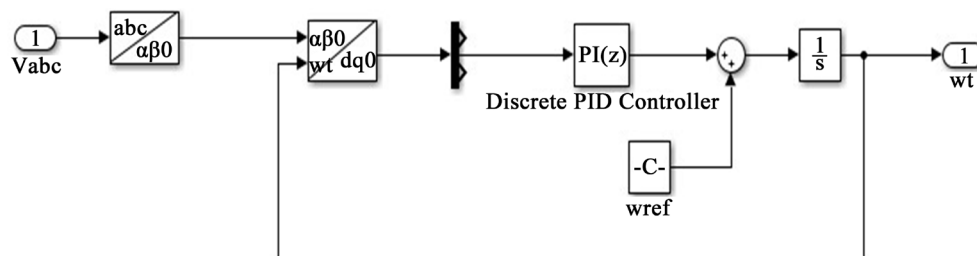 1
Vabc
abc
αβ0
αβ0
wt
dq0
PI(z)
Discrete PID Controller
+
+
-C-
wref
1
s
1
wt